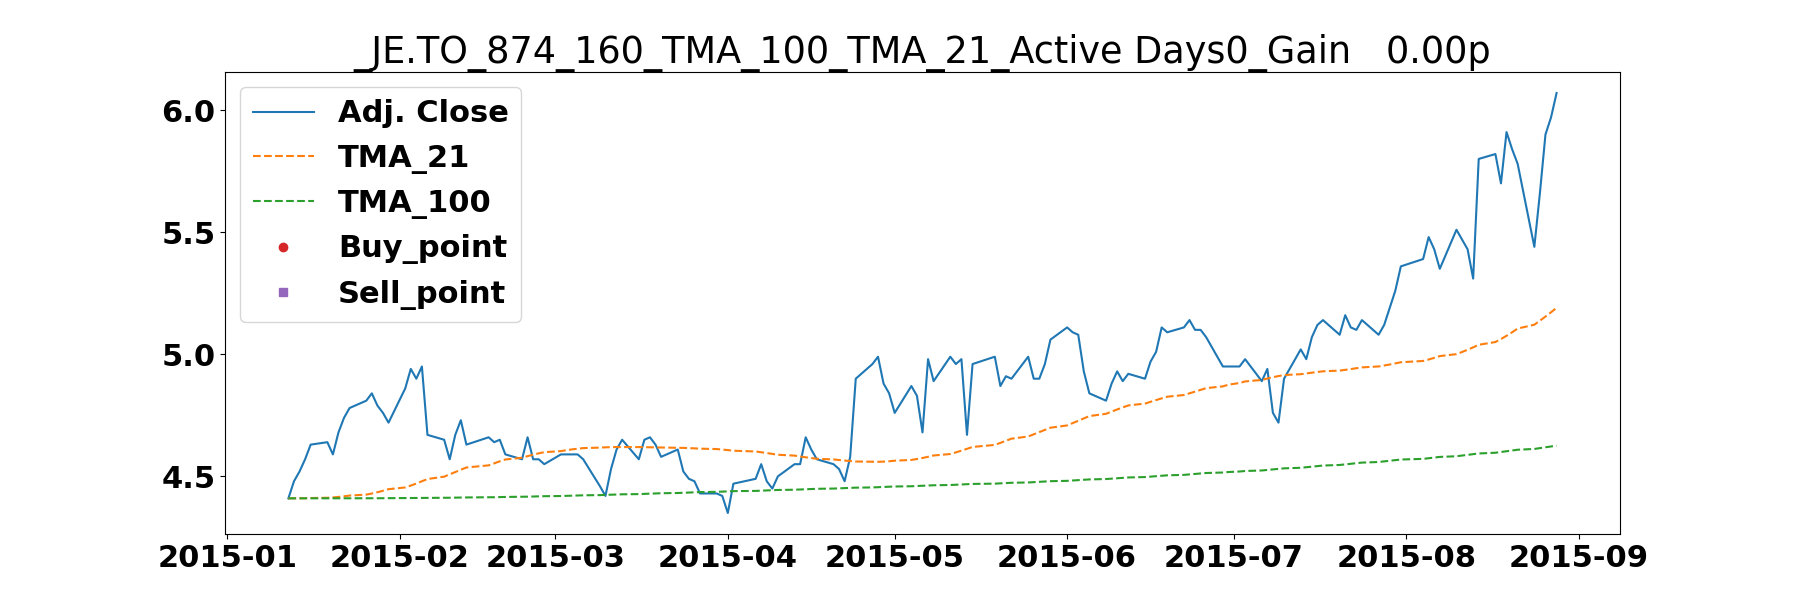 _JE.TO_874_160_TMA_100_TMA_21_Active Days0_Gain   0.00p
Adj. Close
TMA_21
TMA_100
Buy_point
Sell_point
6.0
5.5
5.0
4.5
2015-01 2015-02 2015-03 2015-04 2015-05 2015-06 2015-07 2015-08 2015-09